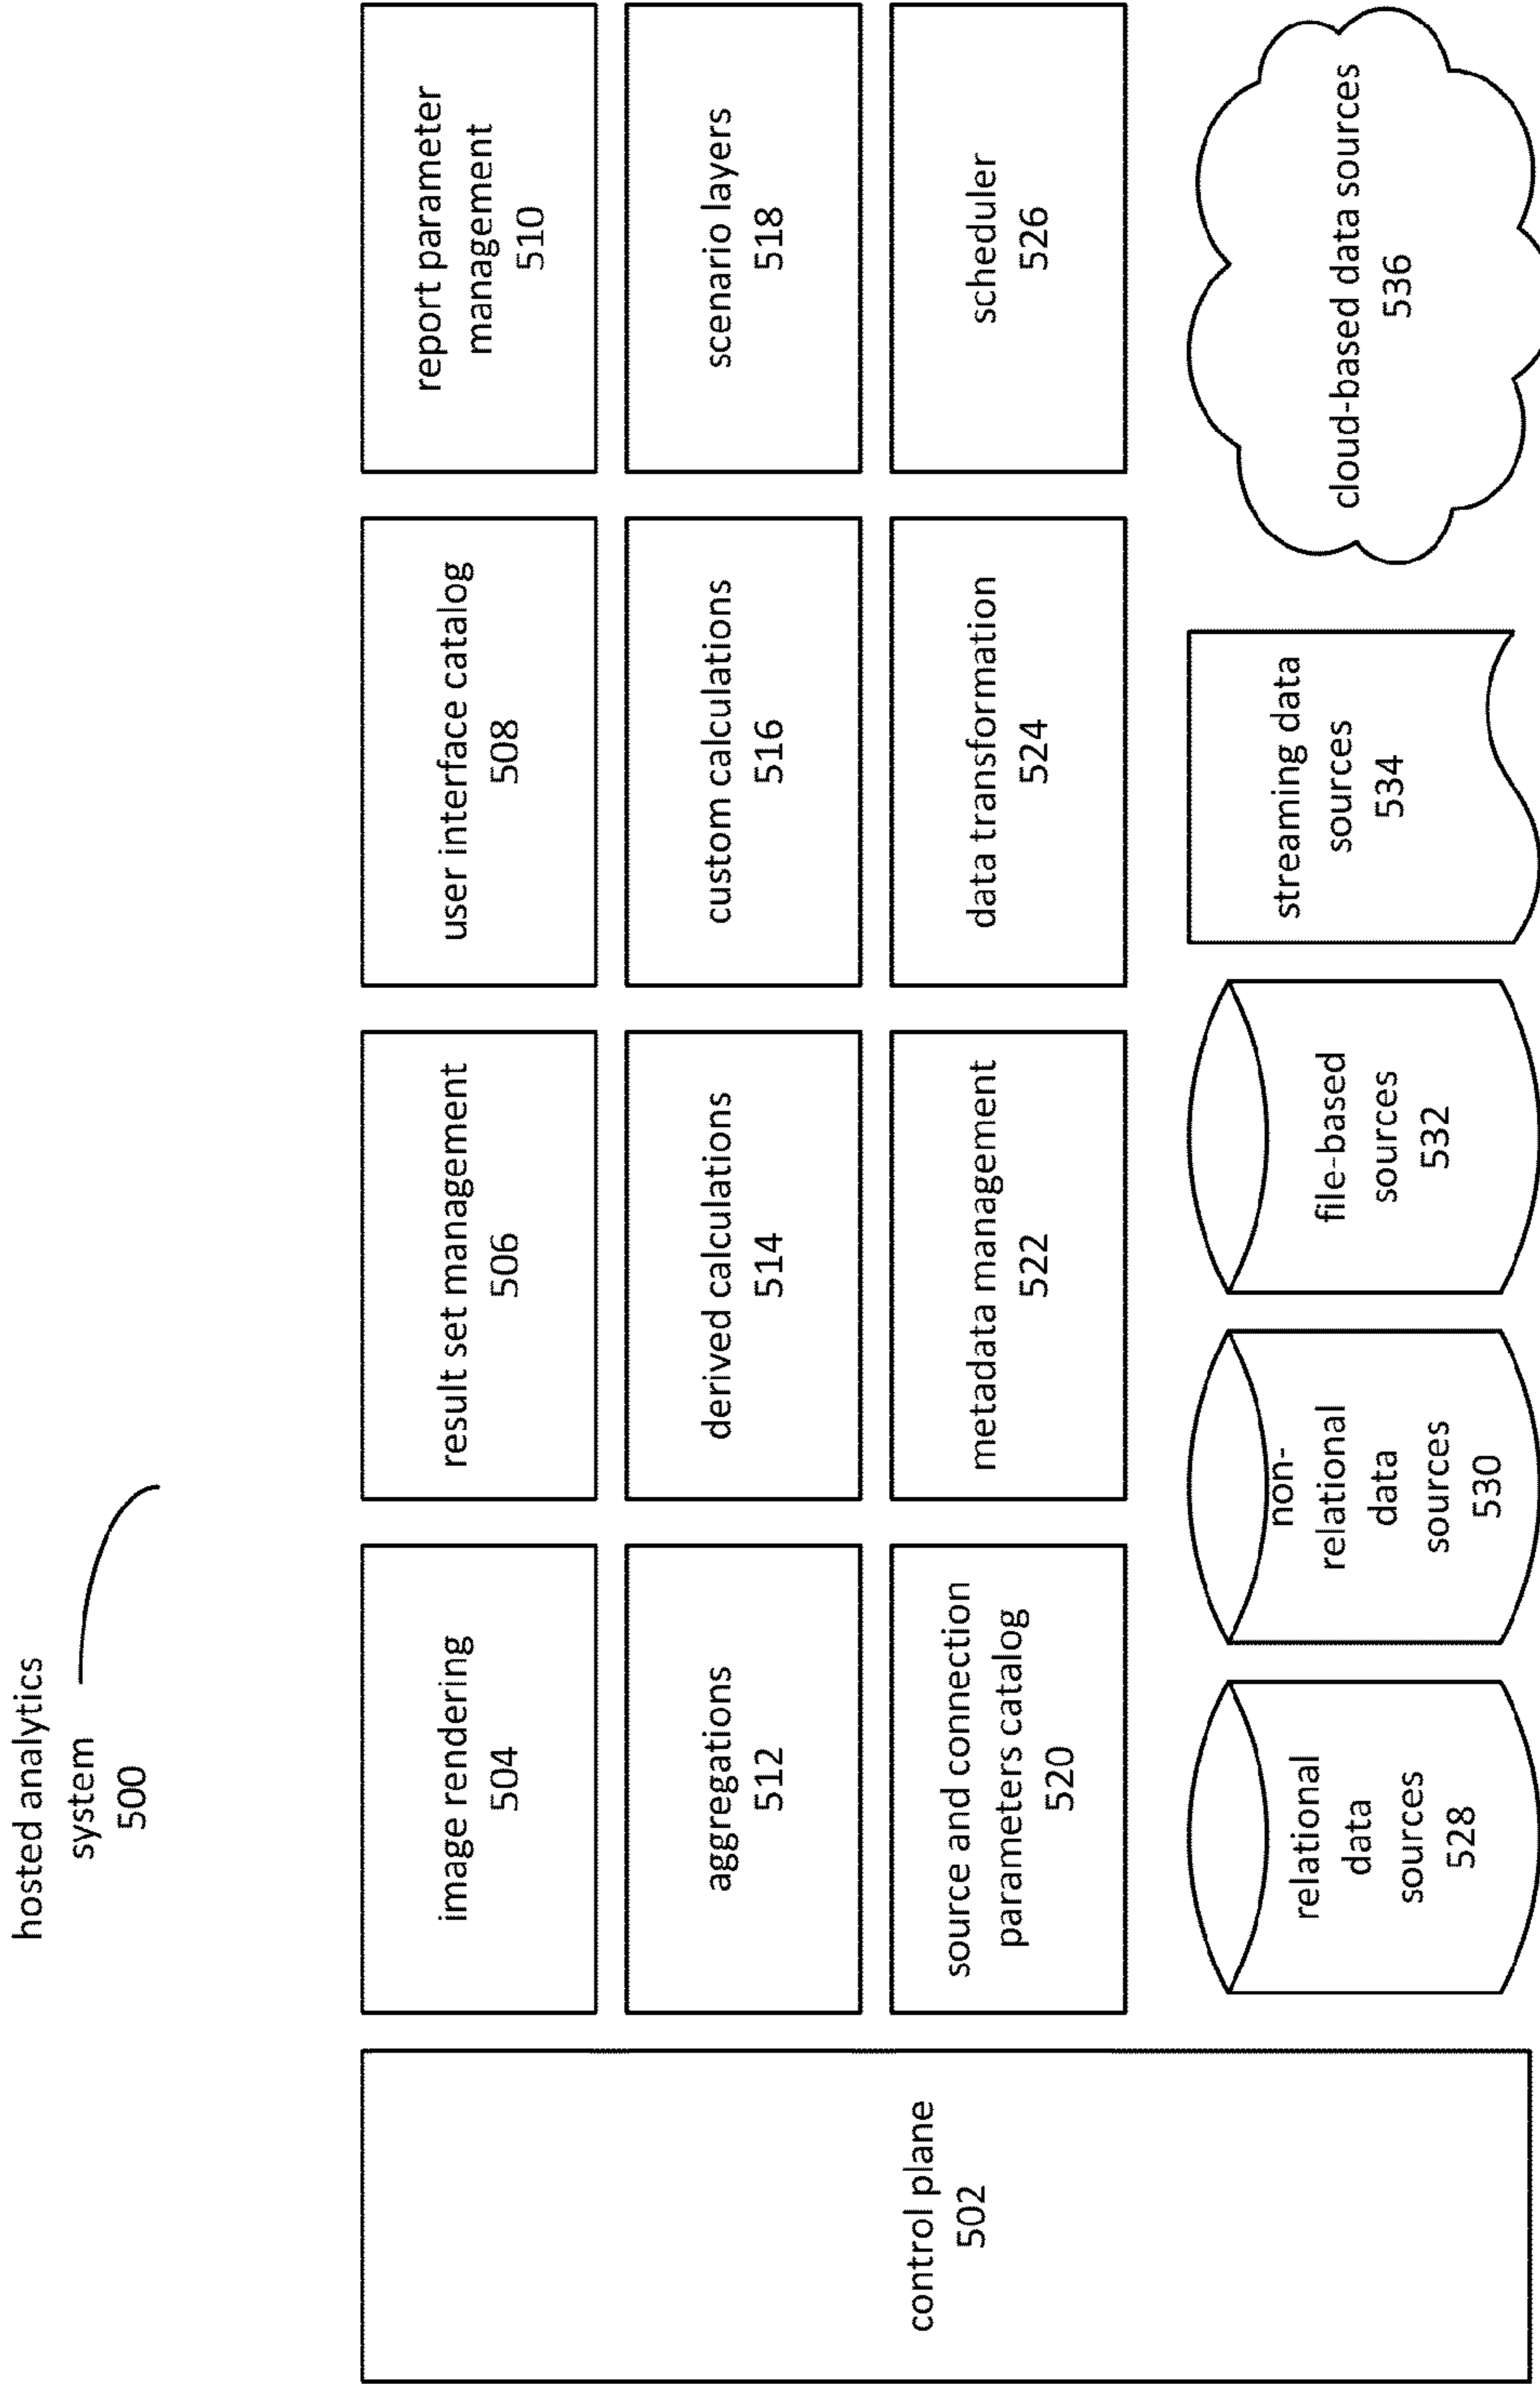 hosted analytics
system
500
control plane
502
image rendering
504
result set management
506
user interface catalog
508
report parameter
management
510
aggregations
512
derived calculations
514
custom calculations
516
scenario layers
518
source and connection
parameters catalog
520
metadata management
522
data transformation
524
scheduler
526
relational
data
sources
528
non-
relational
data
sources
530
file-based
sources
532
streaming data
sources
534
cloud-based data sources
536